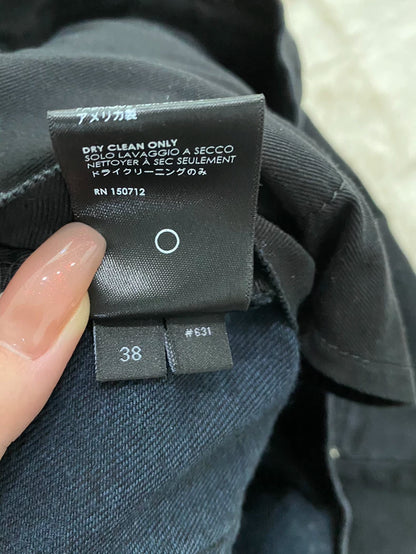 アメリカ製
DRY CLEAN ONLY
SOLO LAVAGGIO A SECCO
NETTOYER À SEC SEULEMENT
ドライクリーニングのみ
RN 150712
38
#631